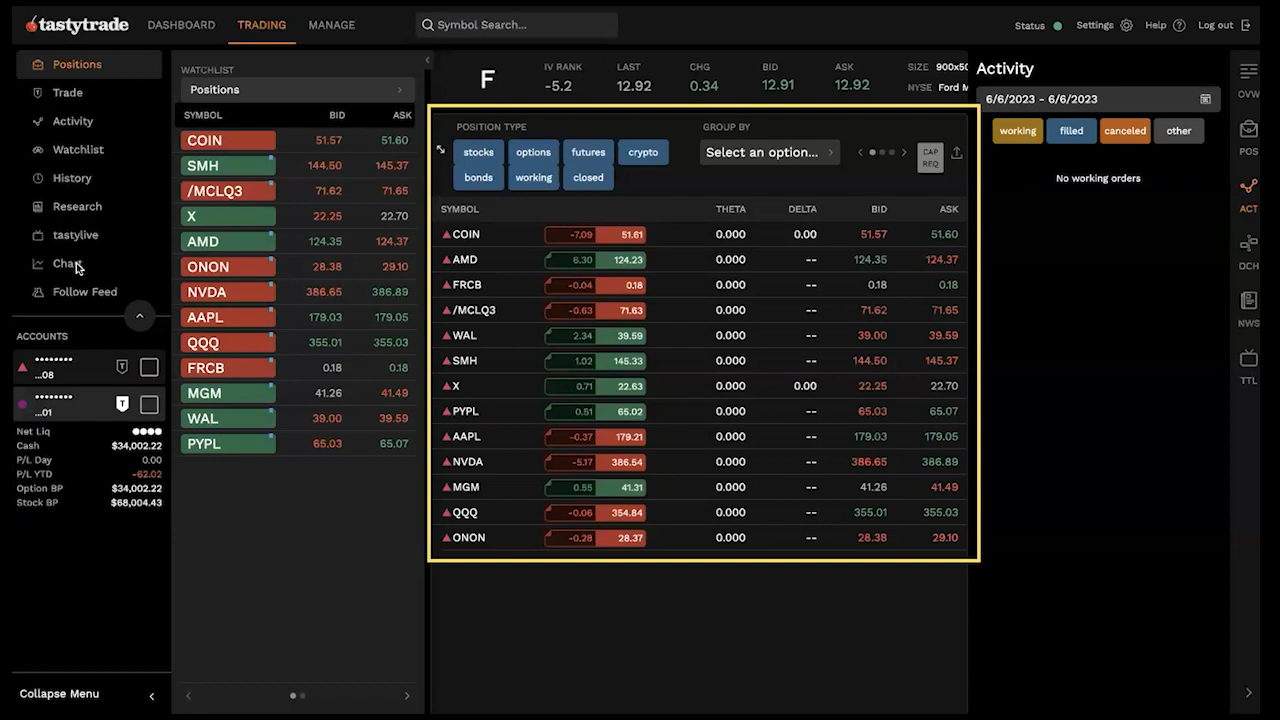 tastytrade
DASHBOARD
TRADING
MANAGE
Symbol Search...
Status
Settings
Help
Log out
Positions
Trade
Activity
Watchlist
History
Research
tastylive
Chart
Follow Feed
ACCOUNTS
•••••••• ...08
•••••••• ...01
Net Liq ●●●●
Cash $34,002.22
P/L Day 0.00
P/L YTD -62.02
Option BP $34,002.22
Stock BP $68,004.43
Collapse Menu
WATCHLIST
Positions
SYMBOL BID ASK
COIN 51.57 51.60
SMH 144.50 145.37
/MCLQ3 71.62 71.65
X 22.25 22.70
AMD 124.35 124.37
ONON 28.38 29.10
NVDA 386.65 386.89
AAPL 179.03 179.05
QQQ 355.01 355.03
FRCB 0.18 0.18
MGM 41.26 41.49
WAL 39.00 39.59
PYPL 65.03 65.07
F
IV RANK LAST CHG BID ASK SIZE 900x50
-5.2 12.92 0.34 12.91 12.92 NYSE Ford M
POSITION TYPE
stocks options futures crypto
bonds working closed
GROUP BY
Select an option...
CAP
REQ
SYMBOL THETA DELTA BID ASK
COIN -7.09 51.61 0.000 0.00 51.57 51.60
AMD 6.30 124.23 0.000 -- 124.35 124.37
FRCB -0.04 0.18 0.000 -- 0.18 0.18
/MCLQ3 -0.63 71.63 0.000 -- 71.62 71.65
WAL 2.34 39.59 0.000 -- 39.00 39.59
SMH 1.02 145.33 0.000 -- 144.50 145.37
X 0.71 22.63 0.000 0.00 22.25 22.70
PYPL 0.51 65.02 0.000 -- 65.03 65.07
AAPL -0.37 179.21 0.000 -- 179.03 179.05
NVDA -5.17 386.54 0.000 -- 386.65 386.89
MGM 0.55 41.31 0.000 -- 41.26 41.49
QQQ -0.06 354.84 0.000 -- 355.01 355.03
ONON -0.28 28.37 0.000 -- 28.38 29.10
Activity
6/6/2023 - 6/6/2023
working filled canceled other
No working orders
OVW
POS
ACT
OCH
NWS
TTL